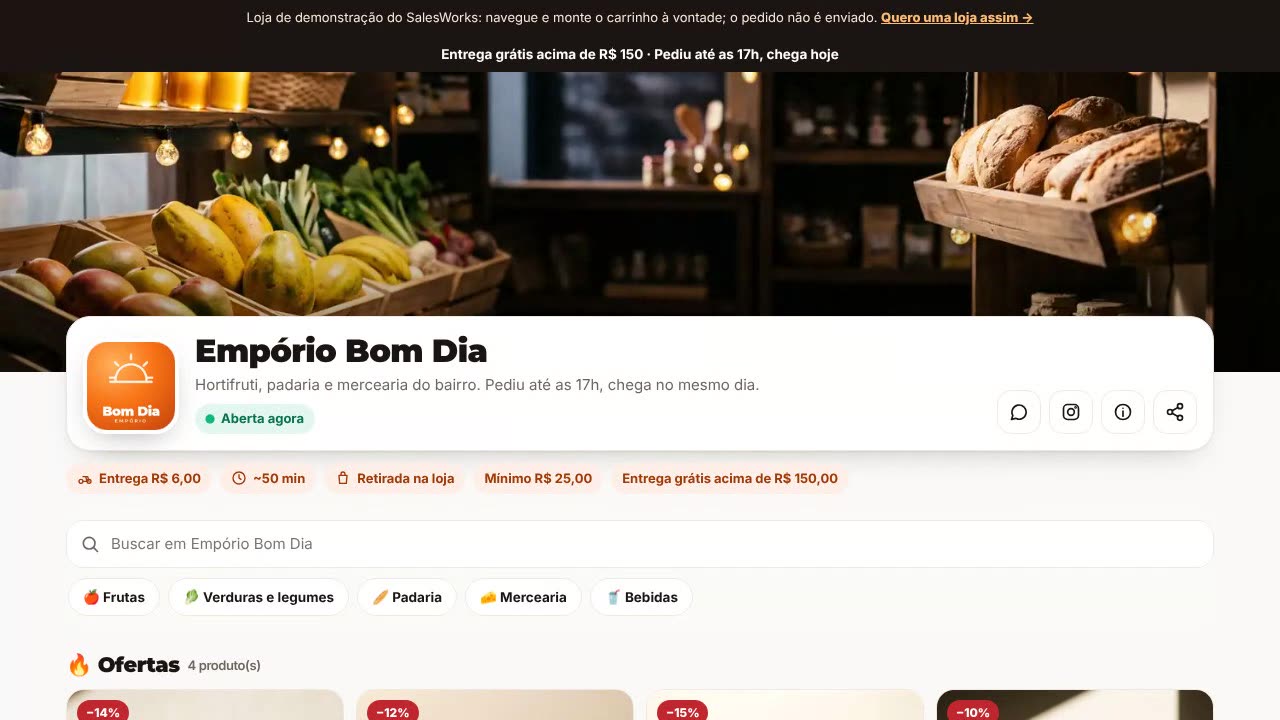 Loja de demonstração do SalesWorks: navegue e monte o carrinho à vontade; o pedido não é enviado. Quero uma loja assim →
Entrega grátis acima de R$ 150 · Pediu até as 17h, chega hoje
Bom Dia
EMPÓRIO
Empório Bom Dia
Hortifruti, padaria e mercearia do bairro. Pediu até as 17h, chega no mesmo dia.
Aberta agora
Entrega R$ 6,00
~50 min
Retirada na loja
Mínimo R$ 25,00
Entrega grátis acima de R$ 150,00
Buscar em Empório Bom Dia
Frutas
Verduras e legumes
Padaria
Mercearia
Bebidas
Ofertas 4 produto(s)
−14%
−12%
−15%
−10%